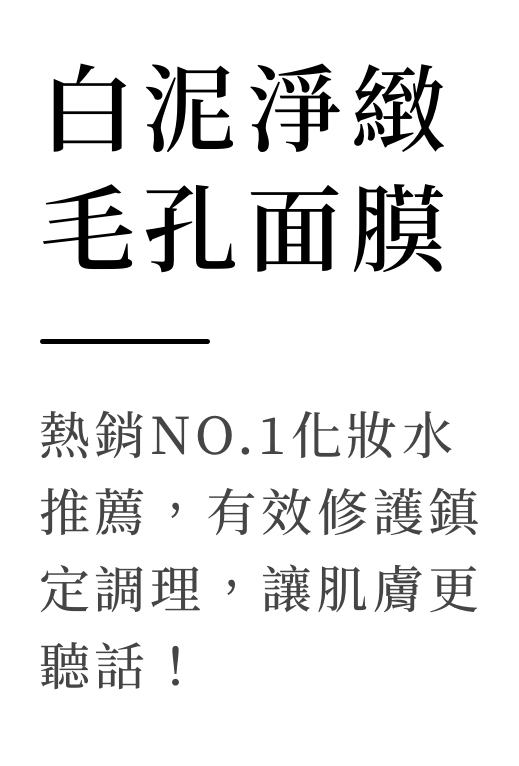 白泥淨緻
毛孔面膜
熱銷NO.1化妝水
推薦，有效修護鎮
定調理，讓肌膚更
聽話！